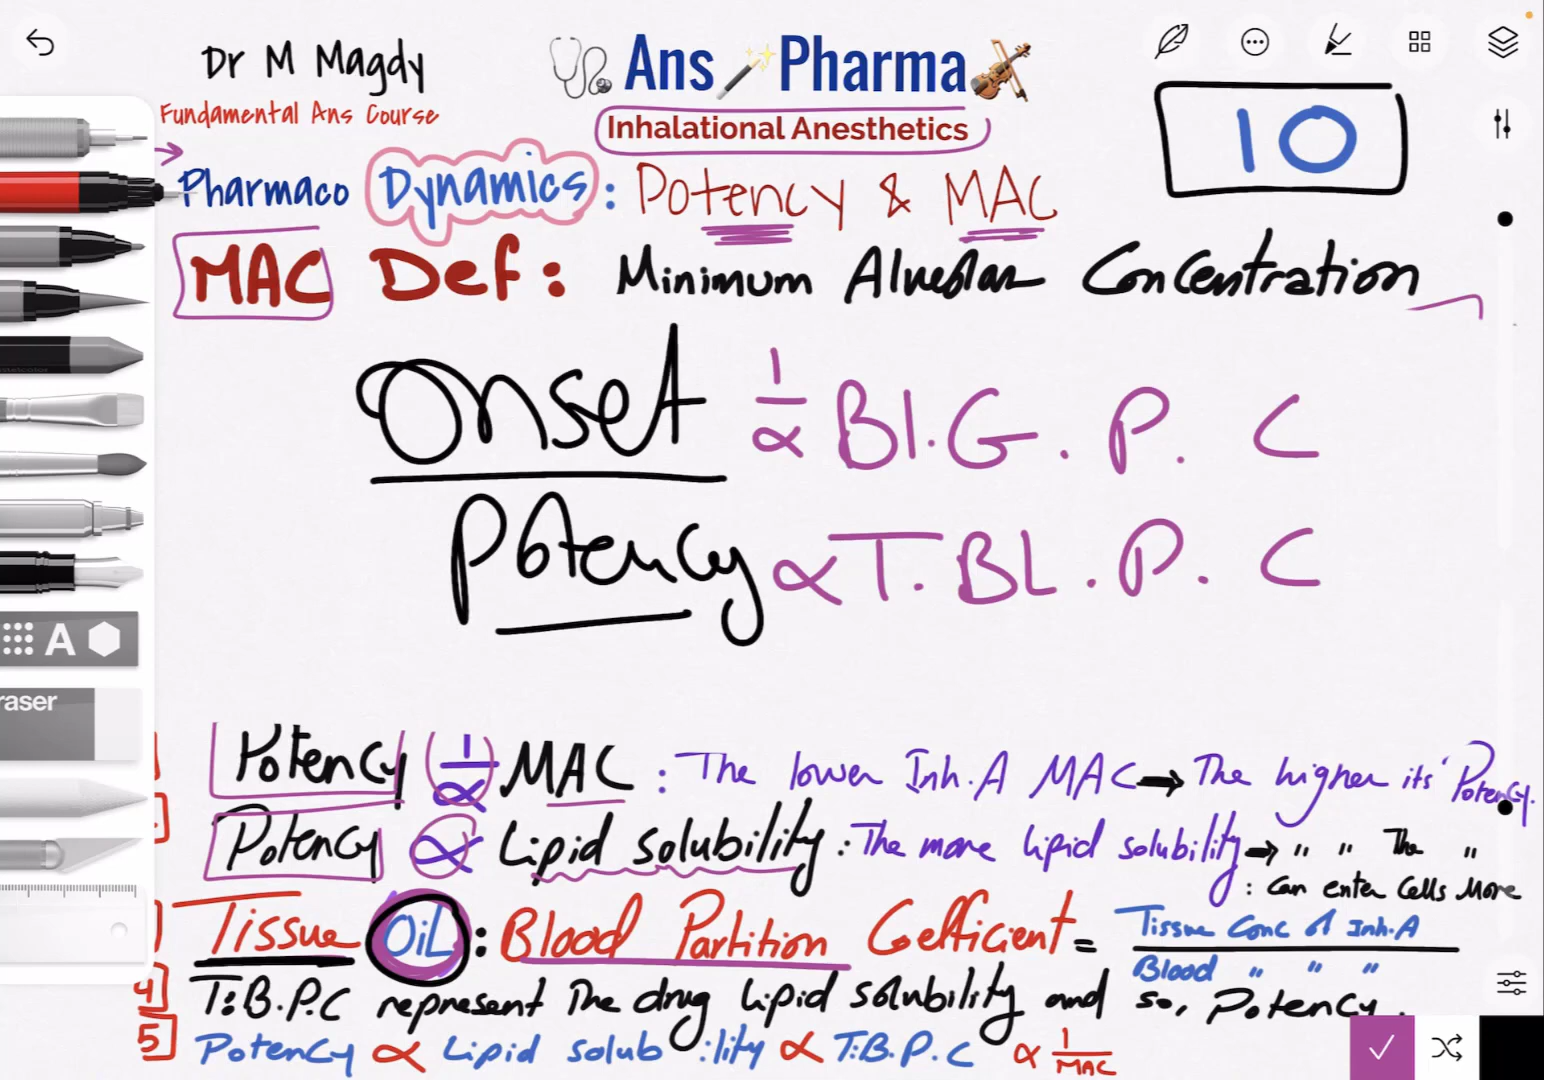 Dr M Magdy
Fundamental Ans Course
Ans Pharma
Inhalational Anesthetics
10
Pharmaco Dynamics : Potency & MAC
MAC Def : Minimum Alveolar Concentration
Onset 1/∝ Bl.G.P.C
Potency ∝ T.BL.P.C
Potency 1/∝ MAC : The lower Inh.A MAC → The higher its' Potency.
Potency ∝ Lipid solubility : The more lipid solubility → " " The "
: Can enter Cells More
Tissue OiL : Blood Partition Coefficient = Tissue Conc of Inh.A
Blood " " "
4 T:B.P.C represent The drug lipid solubility and so, Potency.
5 Potency ∝ Lipid solubility ∝ T:B.P.C ∝ 1/MAC
A
raser